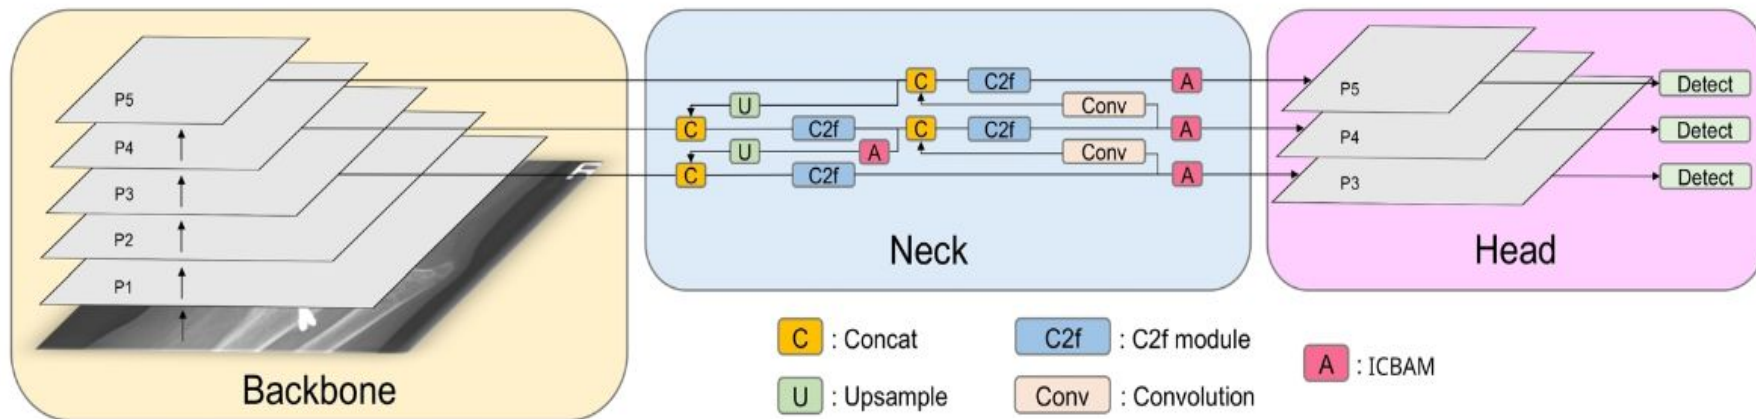 P5
P4
P3
P2
P1
Backbone
C C2f A
U Conv
C C2f C C2f A
U A Conv
C C2f A
Neck
P5 Detect
P4 Detect
P3 Detect
Head
C : Concat
C2f : C2f module
A : ICBAM
U : Upsample
Conv : Convolution